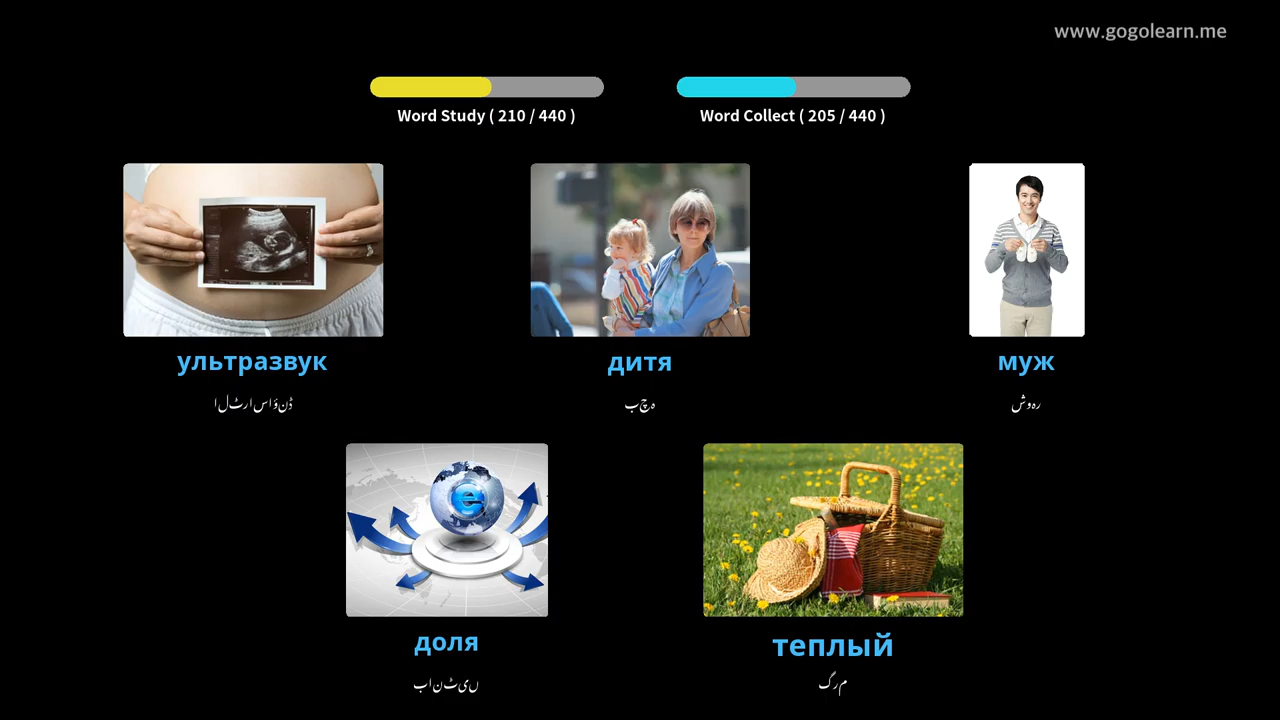 www.gogolearn.me
Word Study ( 210 / 440 )
Word Collect ( 205 / 440 )
ультразвук
дитя
муж
الٹراساؤنڈ
بچہ
شوہر
e
доля
теплый
بانٹیں
گرم